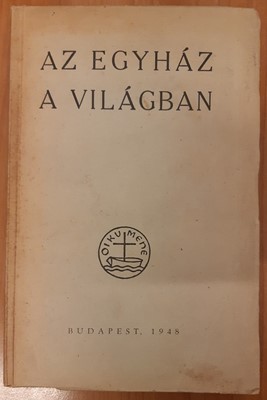 AZ EGYHÁZ
A VILÁGBAN
OIKUMENE
BUDAPEST, 1948